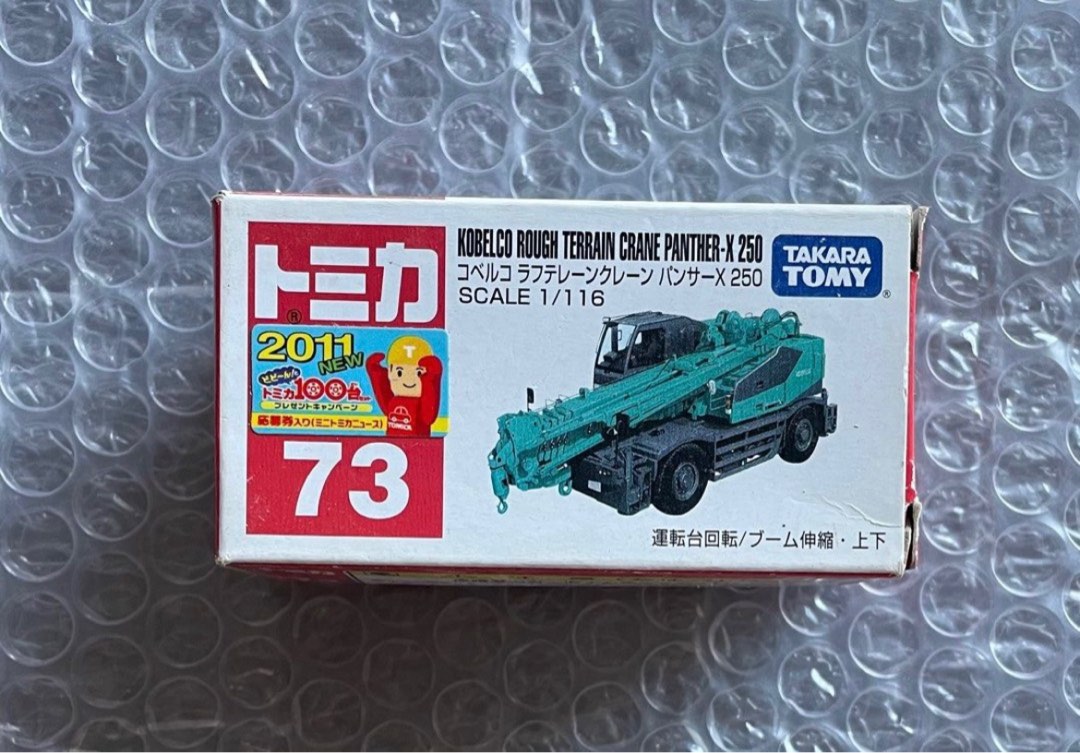 トミカ
®
2011
NEW
トミカ100台
プレゼントキャンペーン
応募券入り(ミニトミカニュース)
T
TOMICA
73
KOBELCO ROUGH TERRAIN CRANE PANTHER-X 250
コベルコ ラフテレーンクレーン パンサーX 250
SCALE 1/116
TAKARA
TOMY
®
運転台回転/ブーム伸縮・上下